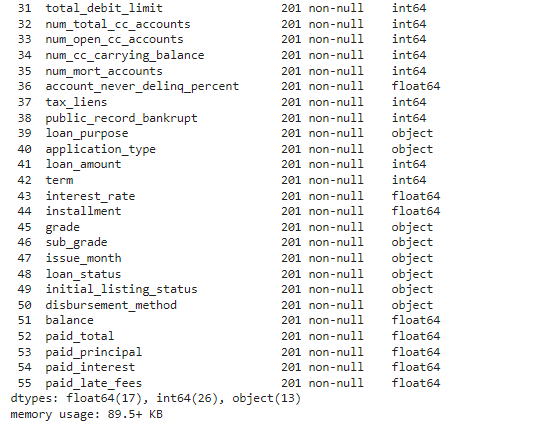 31 total_debit_limit 201 non-null int64
32 num_total_cc_accounts 201 non-null int64
33 num_open_cc_accounts 201 non-null int64
34 num_cc_carrying_balance 201 non-null int64
35 num_mort_accounts 201 non-null int64
36 account_never_delinq_percent 201 non-null float64
37 tax_liens 201 non-null int64
38 public_record_bankrupt 201 non-null int64
39 loan_purpose 201 non-null object
40 application_type 201 non-null object
41 loan_amount 201 non-null int64
42 term 201 non-null int64
43 interest_rate 201 non-null float64
44 installment 201 non-null float64
45 grade 201 non-null object
46 sub_grade 201 non-null object
47 issue_month 201 non-null object
48 loan_status 201 non-null object
49 initial_listing_status 201 non-null object
50 disbursement_method 201 non-null object
51 balance 201 non-null float64
52 paid_total 201 non-null float64
53 paid_principal 201 non-null float64
54 paid_interest 201 non-null float64
55 paid_late_fees 201 non-null float64
dtypes: float64(17), int64(26), object(13)
memory usage: 89.5+ KB